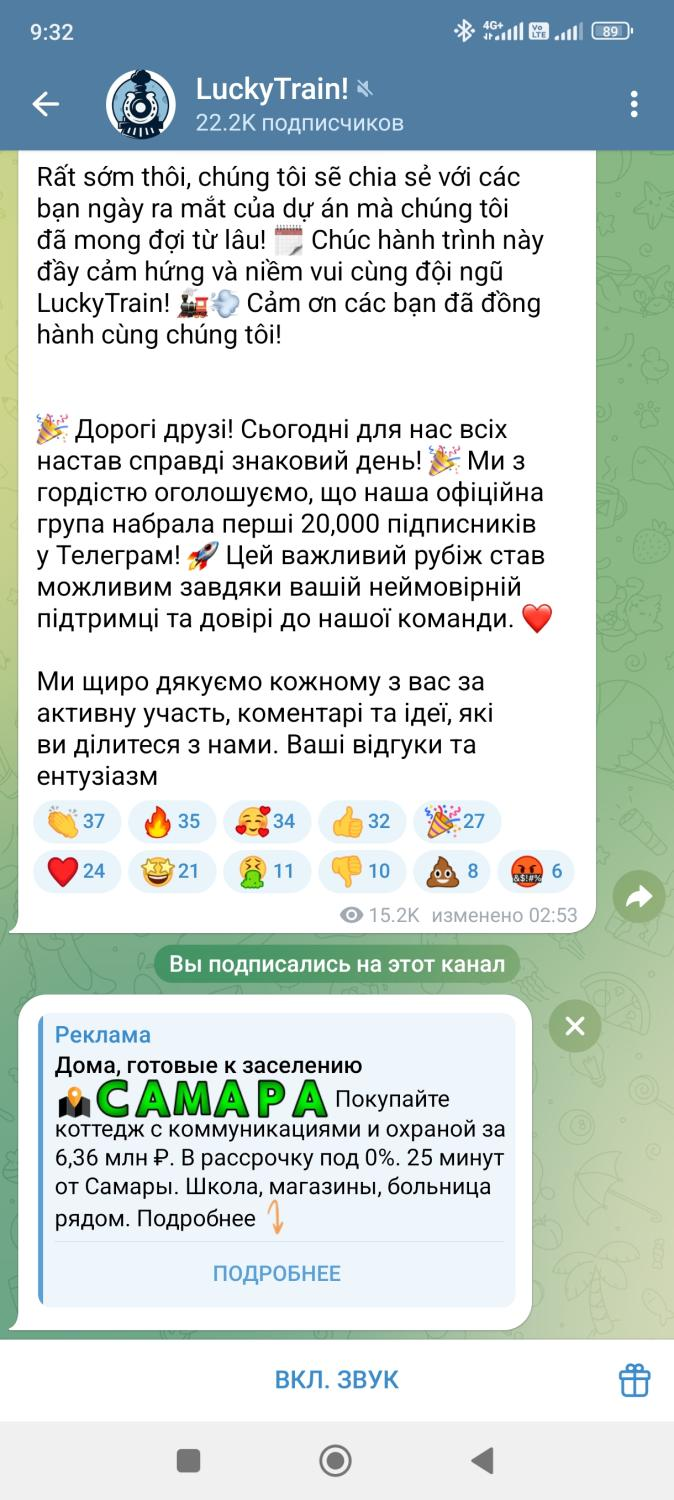 9:32
4G+
Vo LTE
89
LuckyTrain!
22.2K подписчиков
Rất sớm thôi, chúng tôi sẽ chia sẻ với các
bạn ngày ra mắt của dự án mà chúng tôi
đã mong đợi từ lâu! 🗓 Chúc hành trình này
đầy cảm hứng và niềm vui cùng đội ngũ
LuckyTrain! 🚂💨 Cảm ơn các bạn đã đồng
hành cùng chúng tôi!
🎉 Дорогі друзі! Сьогодні для нас всіх
настав справді знаковий день! 🎉 Ми з
гордістю оголошуємо, що наша офіційна
група набрала перші 20,000 підписників
у Телеграм! 🚀 Цей важливий рубіж став
можливим завдяки вашій неймовірній
підтримці та довірі до нашої команди. ❤️
Ми щиро дякуємо кожному з вас за
активну участь, коментарі та ідеї, які
ви ділитеся з нами. Ваші відгуки та
ентузіазм
👏 37 🔥 35 🥰 34 👍 32 🎉 27
❤️ 24 🤩 21 🤮 11 👎 10 💩 8 🤬 6
15.2K изменено 02:53
Вы подписались на этот канал
Реклама
Дома, готовые к заселению
САМАРА Покупайте
коттедж с коммуникациями и охраной за
6,36 млн ₽. В рассрочку под 0%. 25 минут
от Самары. Школа, магазины, больница
рядом. Подробнее ⤵
ПОДРОБНЕЕ
ВКЛ. ЗВУК